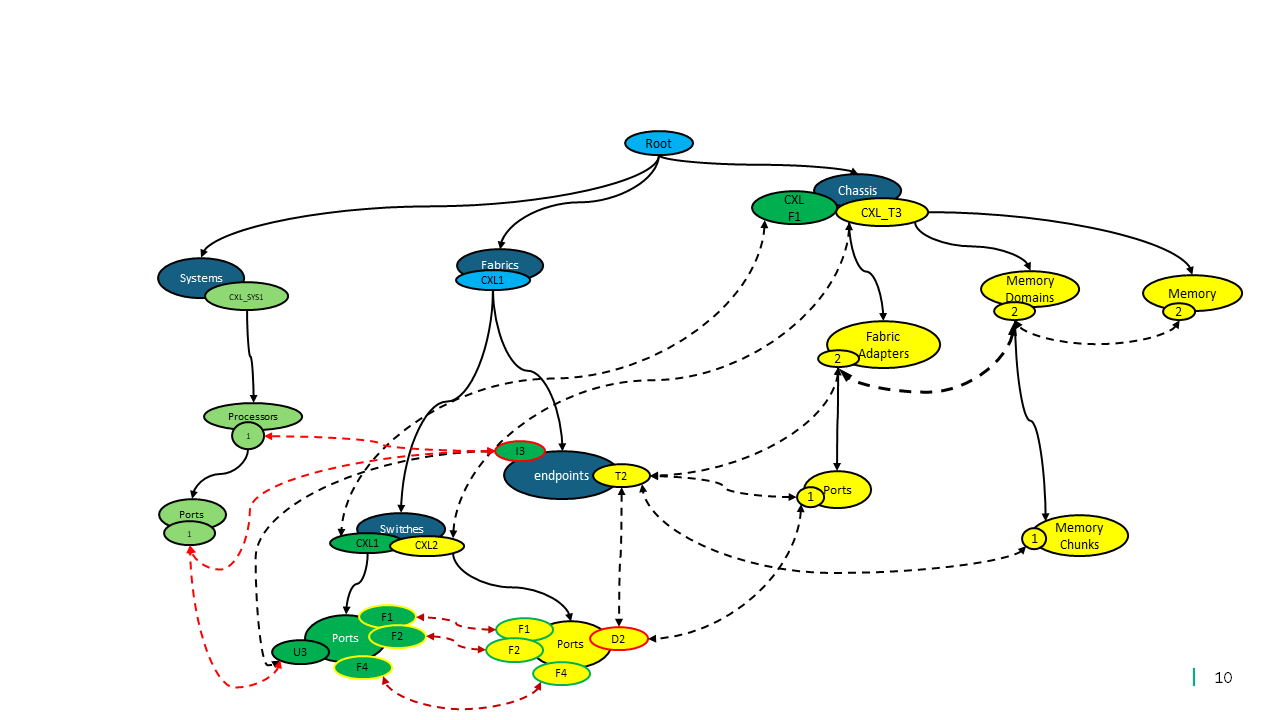 Root
Chassis
CXL
F1
CXL_T3
Systems
CXL_SYS1
Fabrics
CXL1
Memory
Domains
2
Memory
2
Fabric
Adapters
2
Processors
1
I3
endpoints
T2
Ports
1
Ports
1
Switches
CXL1
CXL2
Memory
Chunks
1
Ports
F1
F2
U3
F4
F1
F2
Ports
D2
F4
10